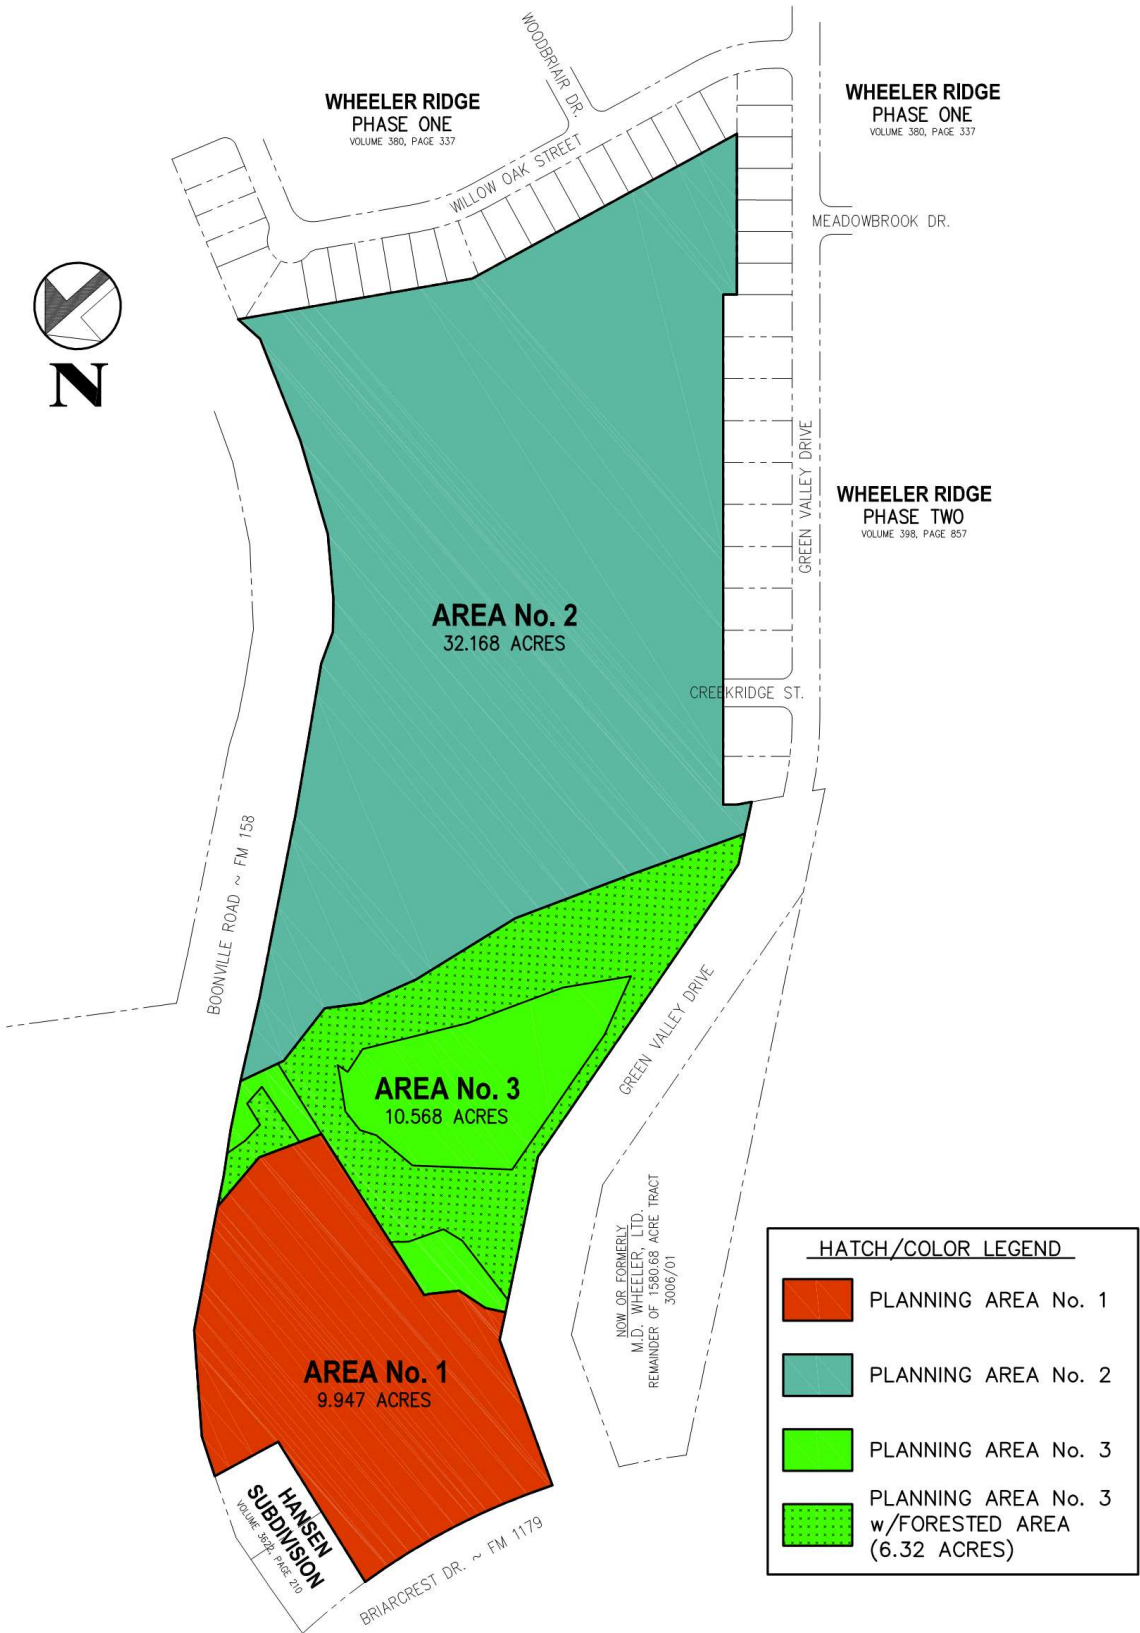 WOODBRIAIR DR.
WHEELER RIDGE
PHASE ONE
VOLUME 380, PAGE 337
WHEELER RIDGE
PHASE ONE
VOLUME 380, PAGE 337
WILLOW OAK STREET
MEADOWBROOK DR.
N
GREEN VALLEY DRIVE
WHEELER RIDGE
PHASE TWO
VOLUME 398, PAGE 857
AREA No. 2
32.168 ACRES
CREEKRIDGE ST.
BOONVILLE ROAD ~ FM 158
GREEN VALLEY DRIVE
AREA No. 3
10.568 ACRES
NOW OR FORMERLY
M.D. WHEELER, LTD.
REMAINDER OF 1580.68 ACRE TRACT
3006/01
AREA No. 1
9.947 ACRES
HANSEN
SUBDIVISION
VOLUME 3622, PAGE 210
BRIARCREST DR. ~ FM 1179
HATCH/COLOR LEGEND
PLANNING AREA No. 1
PLANNING AREA No. 2
PLANNING AREA No. 3
PLANNING AREA No. 3
w/FORESTED AREA
(6.32 ACRES)